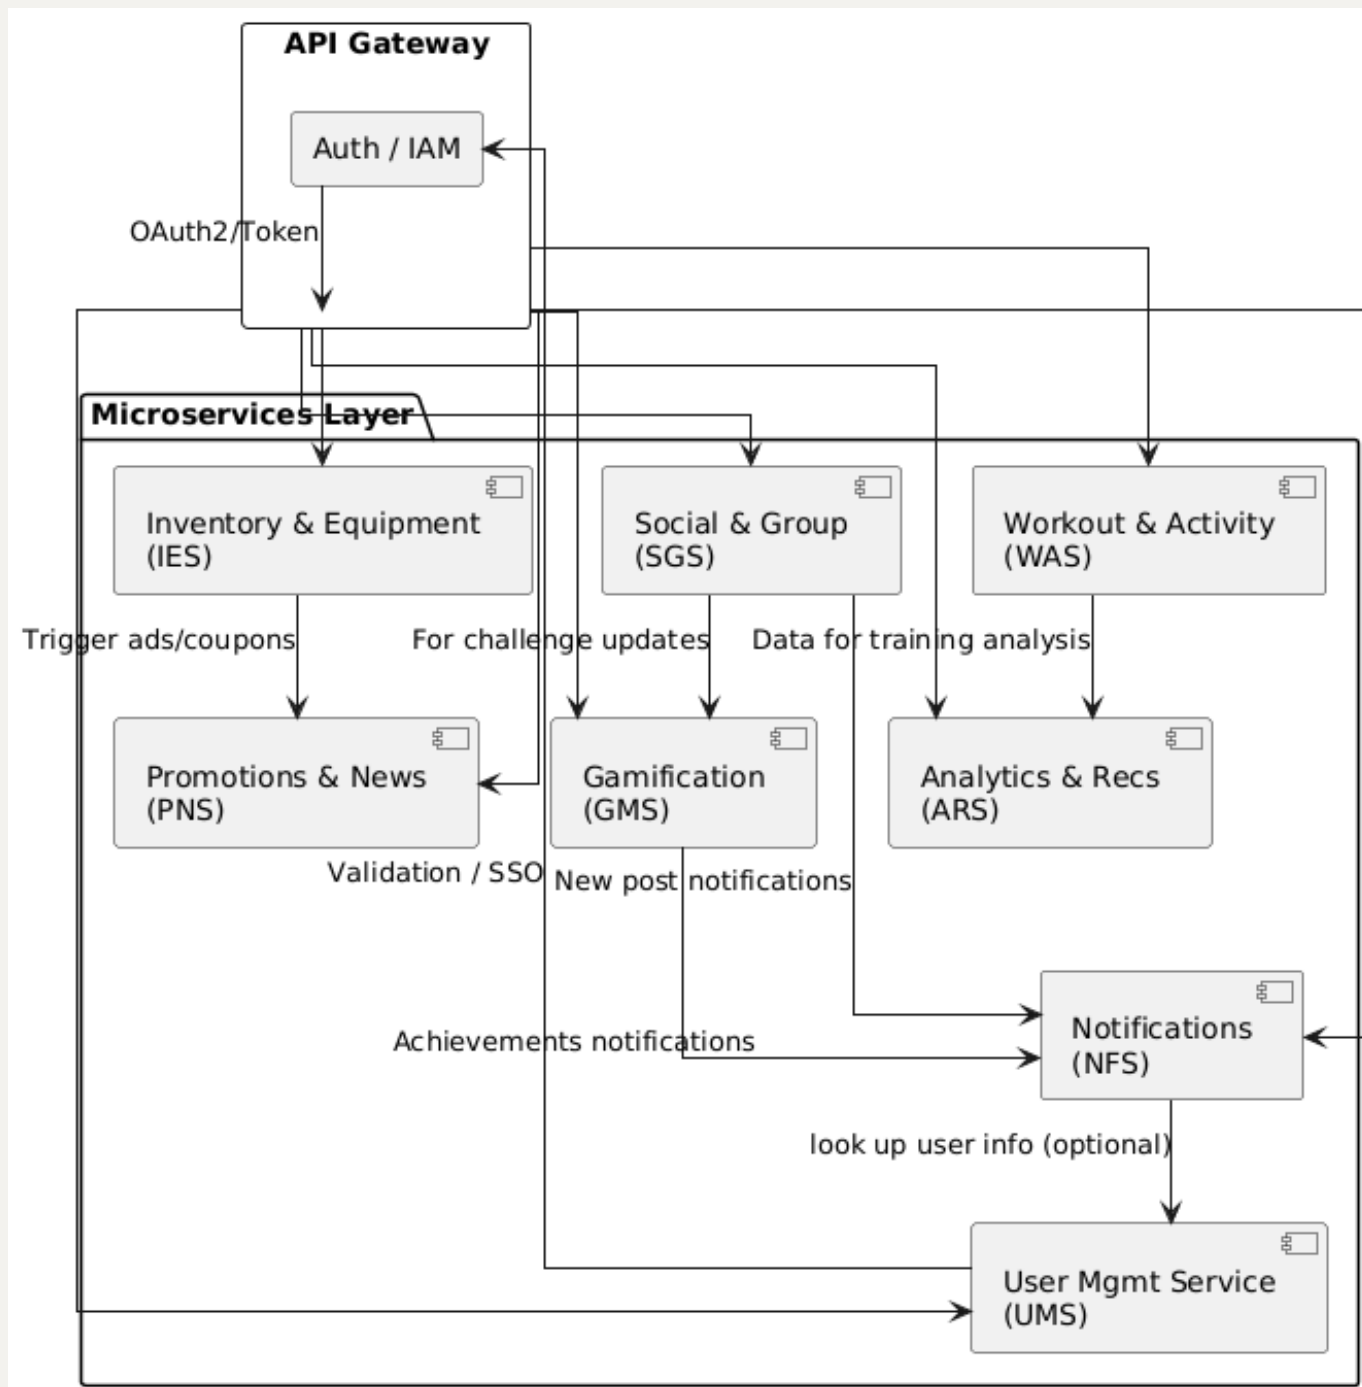 API Gateway
Auth / IAM
OAuth2/Token
Microservices Layer
Inventory & Equipment
(IES)
Social & Group
(SGS)
Workout & Activity
(WAS)
Trigger ads/coupons
For challenge updates
Data for training analysis
Promotions & News
(PNS)
Gamification
(GMS)
Analytics & Recs
(ARS)
Validation / SSO
New post notifications
Notifications
(NFS)
Achievements notifications
look up user info (optional)
User Mgmt Service
(UMS)